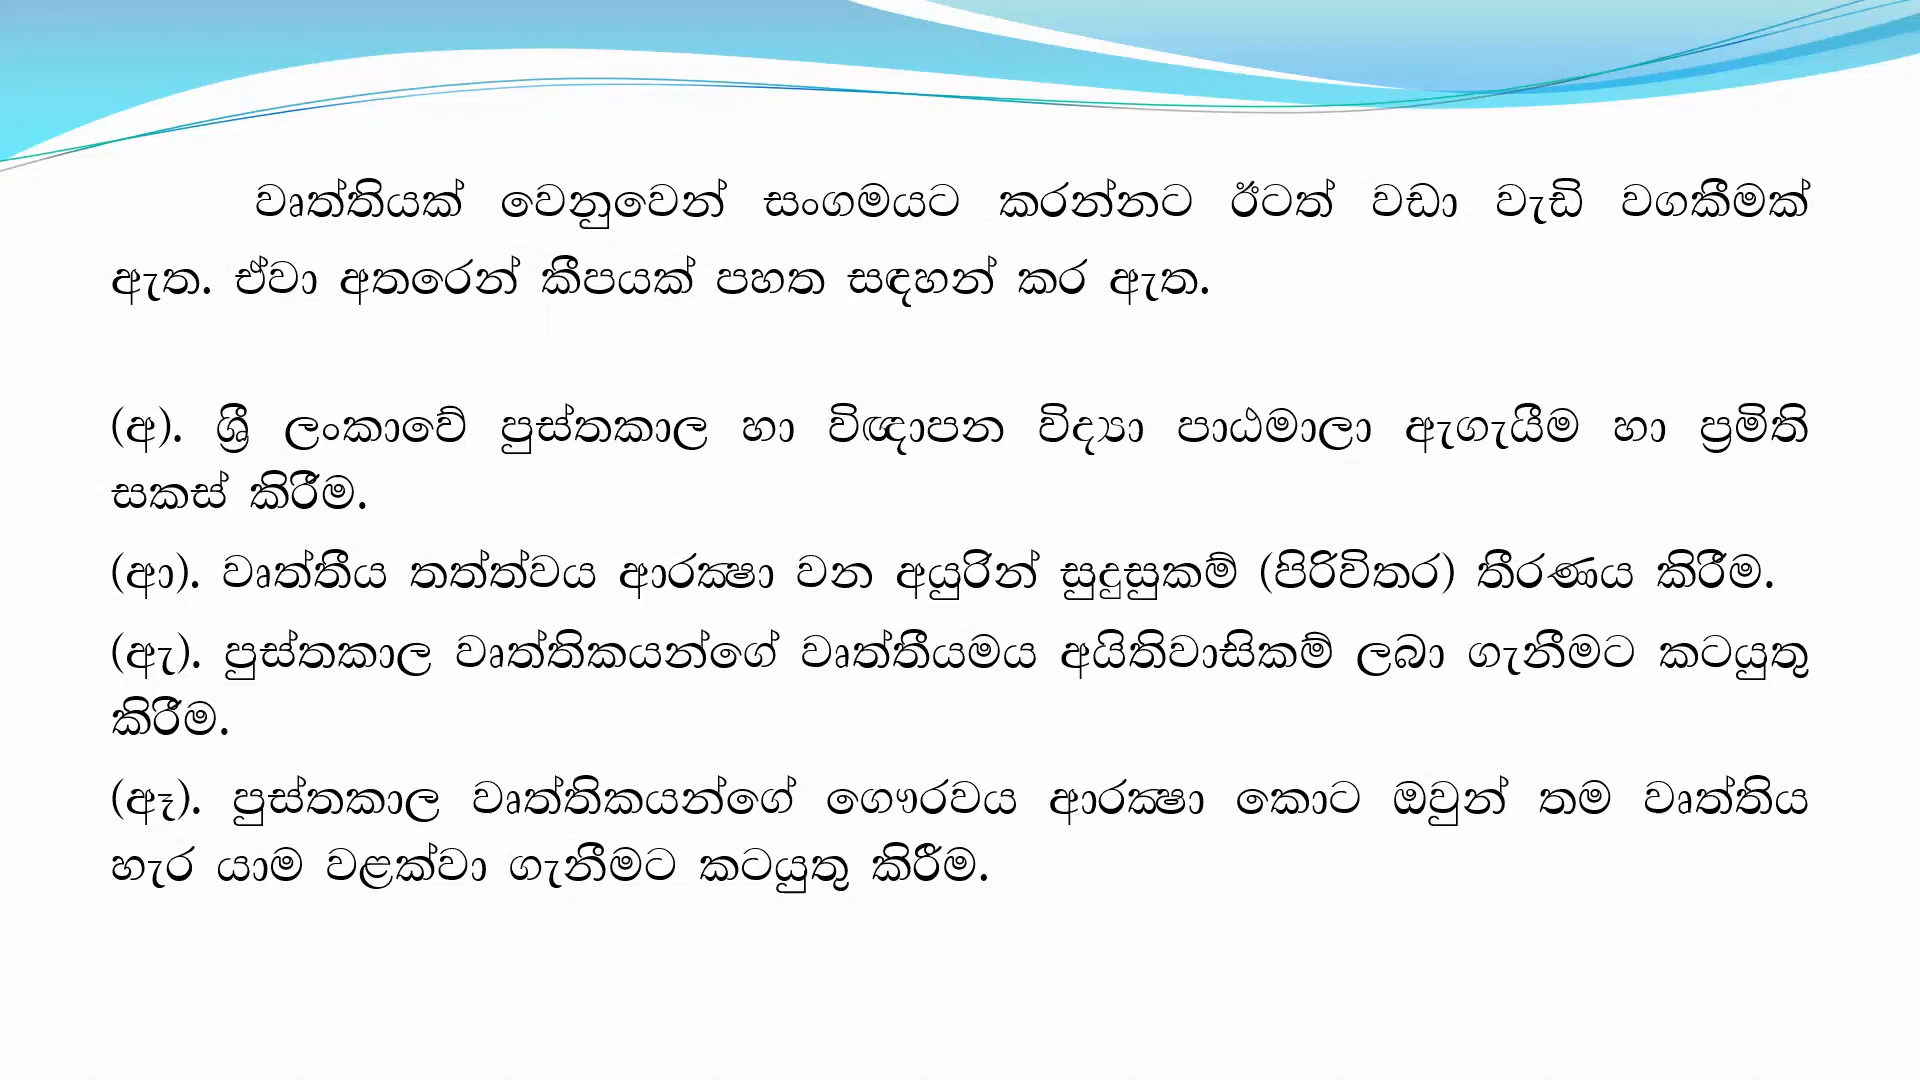 වෘත්තියක් වෙනුවෙන් සංගමයට කරන්නට ඊටත් වඩා වැඩි වගකීමක්
ඇත. ඒවා අතරෙන් කීපයක් පහත සඳහන් කර ඇත.
(අ). ශ්‍රී ලංකාවේ පුස්තකාල හා විඥාපන විද්‍යා පාඨමාලා ඇගැයීම හා ප්‍රමිති
සකස් කිරීම.
(ආ). වෘත්තීය තත්ත්වය ආරක්‍ෂා වන අයුරින් සුදුසුකම් (පිරිවිතර) තීරණය කිරීම.
(ඇ). පුස්තකාල වෘත්තිකයන්ගේ වෘත්තීයමය අයිතිවාසිකම් ලබා ගැනීමට කටයුතු
කිරීම.
(ඈ). පුස්තකාල වෘත්තිකයන්ගේ ගෞරවය ආරක්‍ෂා කොට ඔවුන් තම වෘත්තිය
හැර යාම වළක්වා ගැනීමට කටයුතු කිරීම.